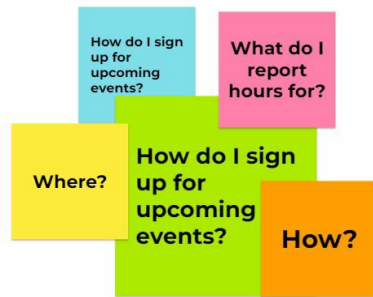 How do I sign
up for
upcoming
events?
What do I
report
hours for?
Where?
How do I sign
up for
upcoming
events?
How?